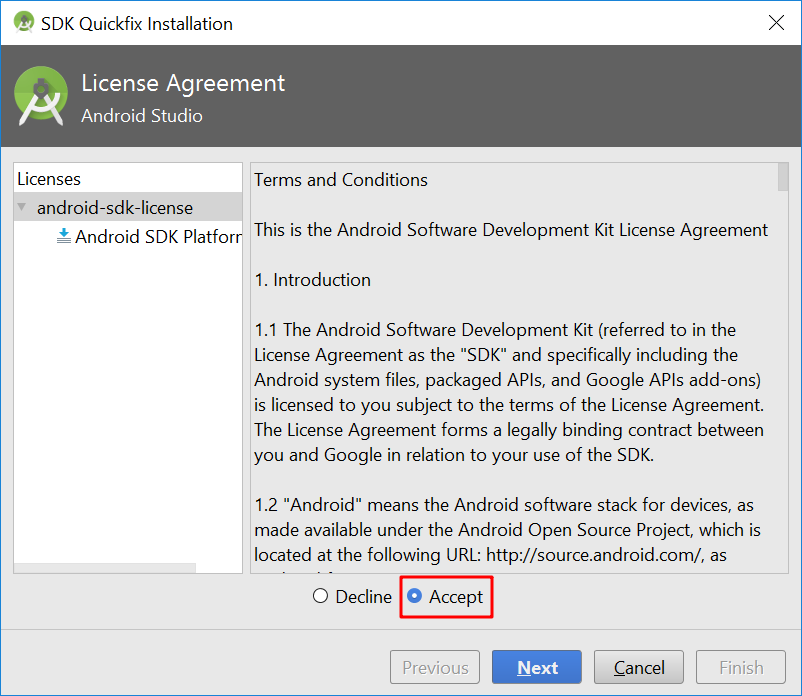 SDK Quickfix Installation
License Agreement
Android Studio
Licenses
android-sdk-license
Android SDK Platform
Terms and Conditions
This is the Android Software Development Kit License Agreement
1. Introduction
1.1 The Android Software Development Kit (referred to in the
License Agreement as the "SDK" and specifically including the
Android system files, packaged APIs, and Google APIs add-ons)
is licensed to you subject to the terms of the License Agreement.
The License Agreement forms a legally binding contract between
you and Google in relation to your use of the SDK.
1.2 "Android" means the Android software stack for devices, as
made available under the Android Open Source Project, which is
located at the following URL: http://source.android.com/, as
Decline
Accept
Previous
Next
Cancel
Finish